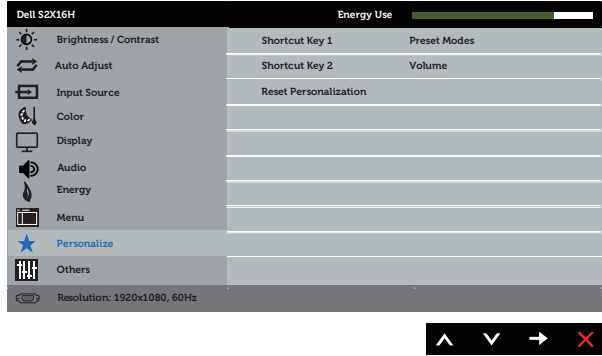 Dell S2X16H Energy Use
Brightness / Contrast Shortcut Key 1 Preset Modes
Auto Adjust Shortcut Key 2 Volume
Input Source Reset Personalization
Color
Display
Audio
Energy
Menu
Personalize
Others
Resolution: 1920x1080, 60Hz